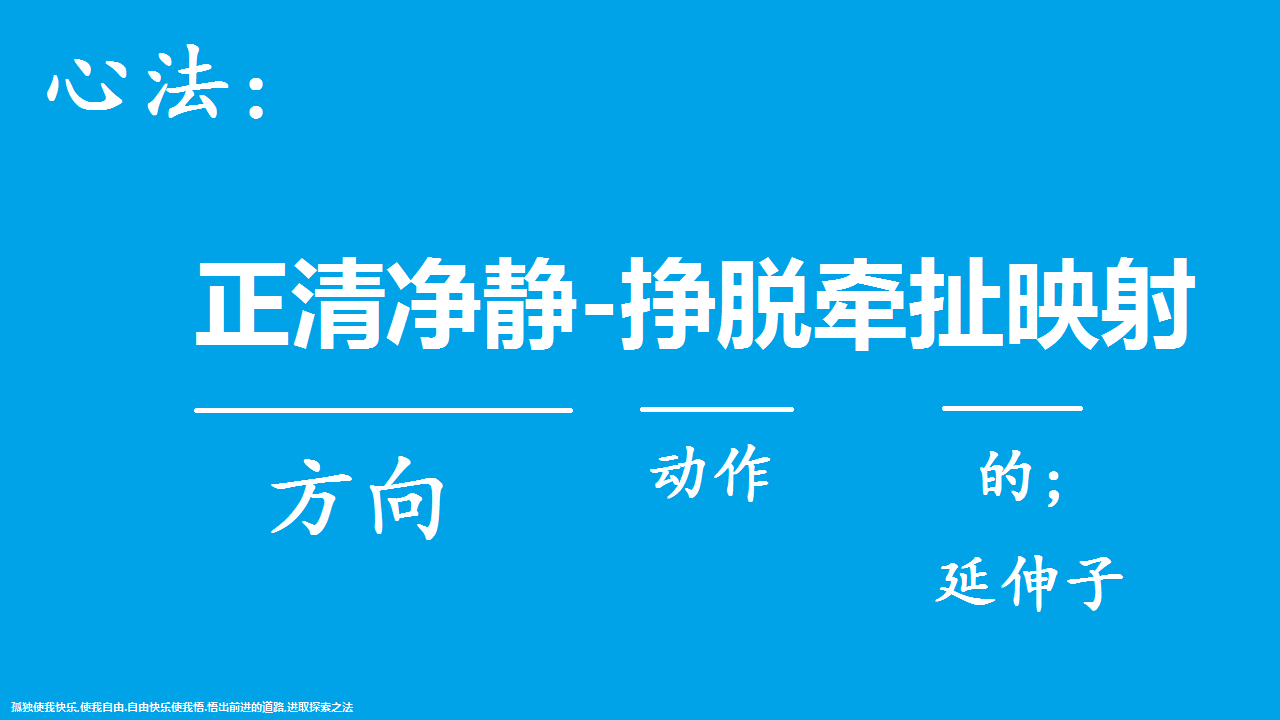 心法：
正清净静-挣脱牵扯映射
方向
动作
的；
延伸子
孤独使我快乐,使我自由.自由快乐使我悟.悟出前进的道路,进取探索之法